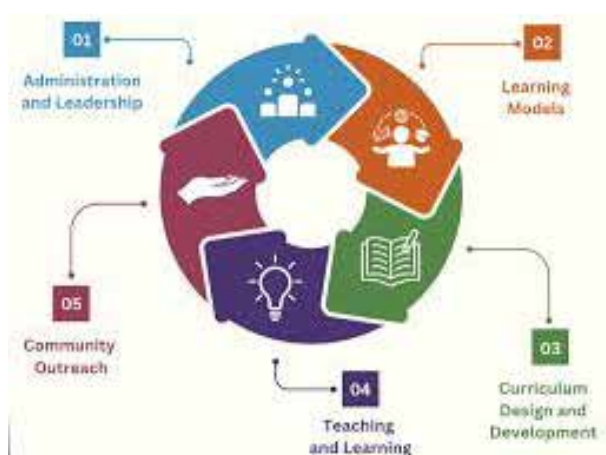 01
Administration
and Leadership
02
Learning
Models
03
Curriculum
Design and
Development
04
Teaching
and Learning
05
Community
Outreach